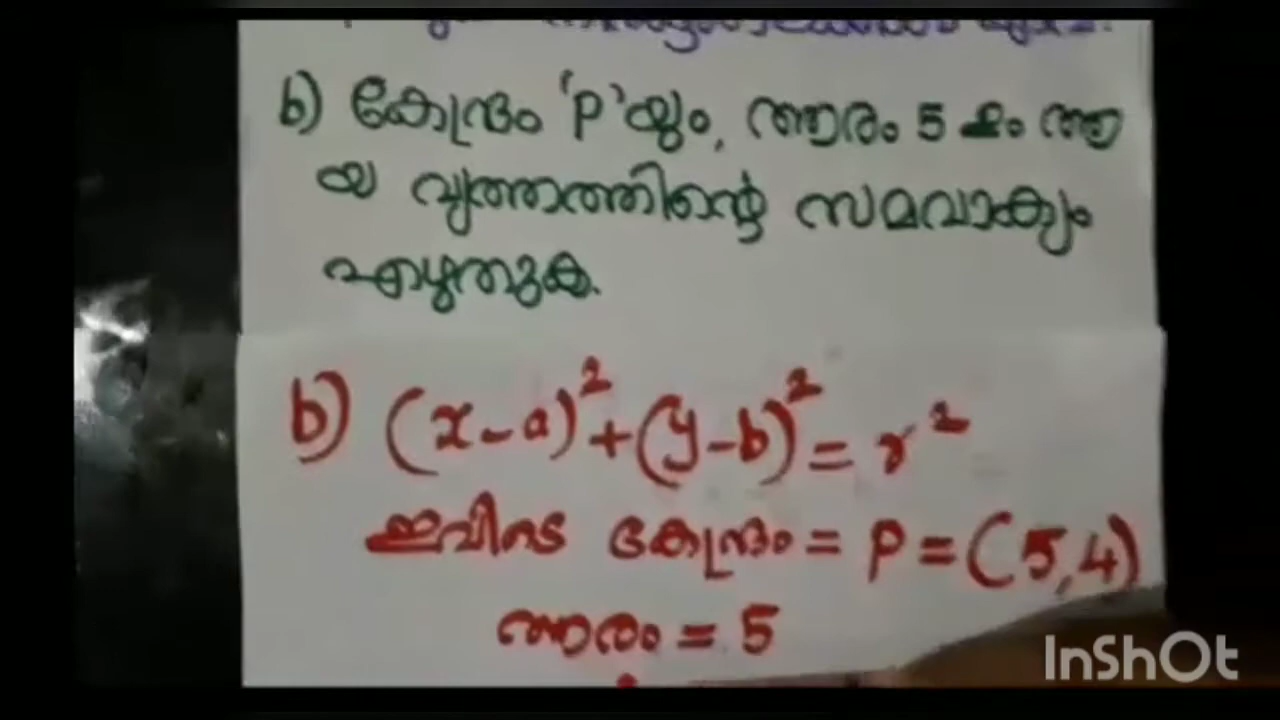 b) കേന്ദ്രം 'P' യും, ആരം 5 ഉം ആ
യ വൃത്തത്തിന്റെ സമവാക്യം
എഴുതുക.
b) (x-a)²+(y-b)²= r²
ഇവിടെ കേന്ദ്രം = P = (5,4)
ആരം = 5
InShOt